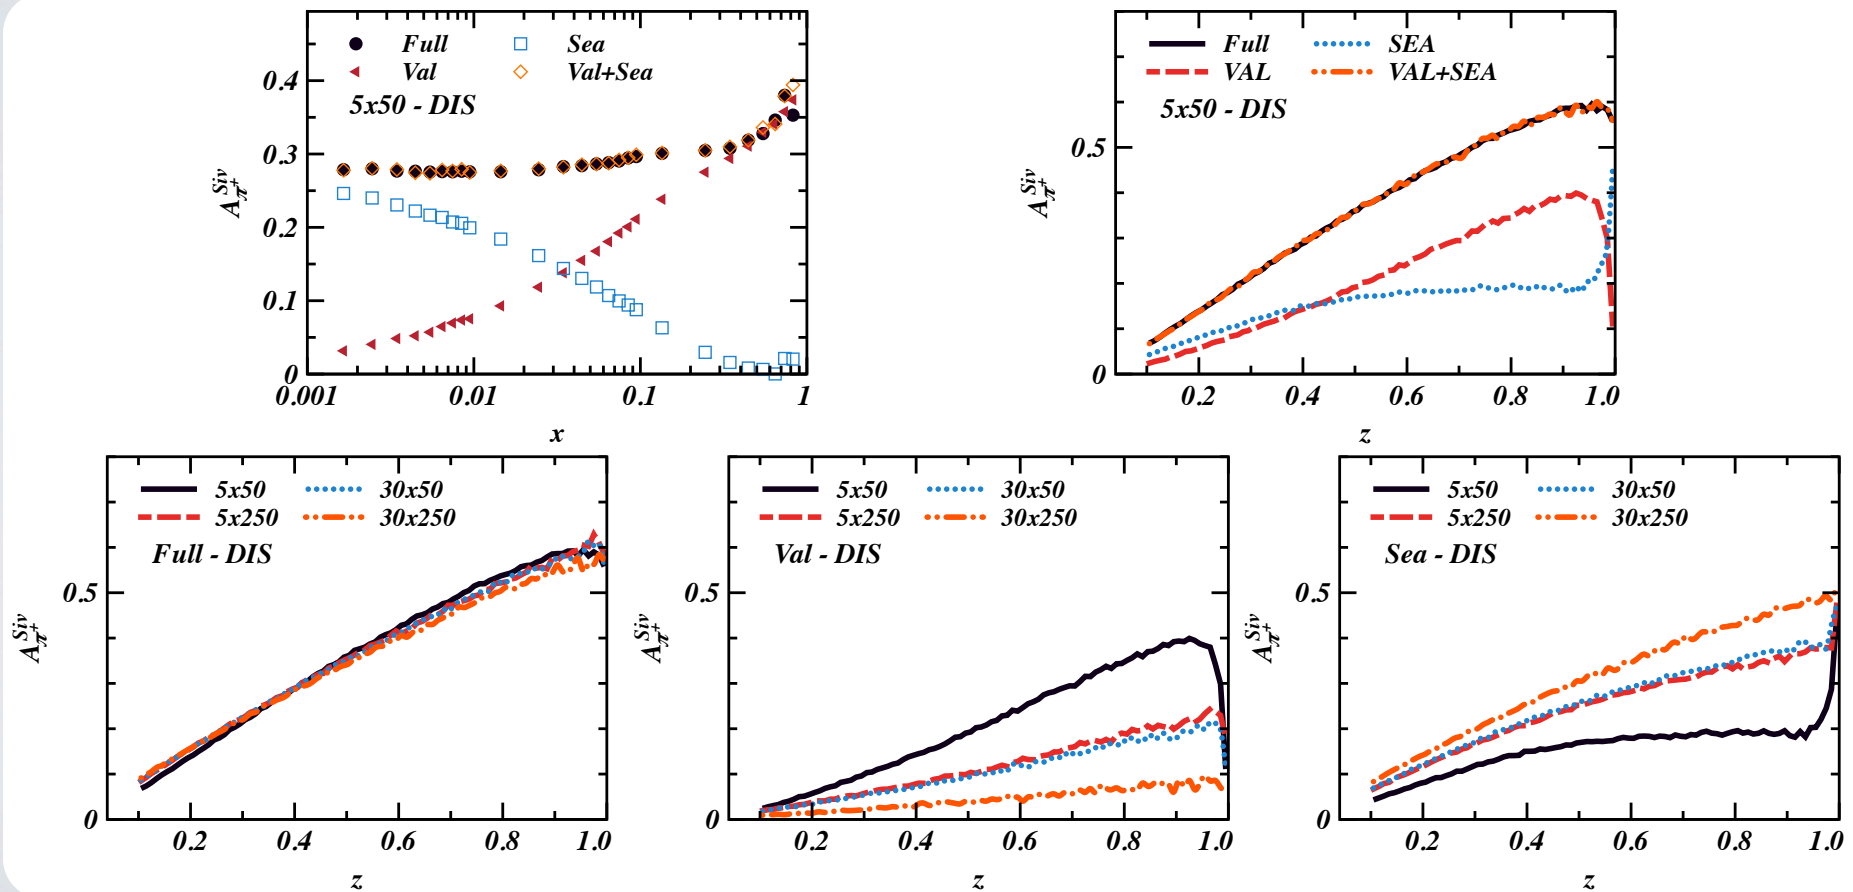 Full Sea
Val Val+Sea
5x50 - DIS
0.4
0.3
0.2
0.1
0
0.001 0.01 0.1 1
x
A^{Siv}_{π^+}
Full SEA
VAL VAL+SEA
5x50 - DIS
0.5
0
0.2 0.4 0.6 0.8 1.0
z
A^{Siv}_{π^+}
5x50 30x50
5x250 30x250
Full - DIS
0.5
0
0.2 0.4 0.6 0.8 1.0
z
A^{Siv}_{π^+}
5x50 30x50
5x250 30x250
Val - DIS
0.5
0
0.2 0.4 0.6 0.8 1.0
z
A^{Siv}_{π^+}
5x50 30x50
5x250 30x250
Sea - DIS
0.5
0
0.2 0.4 0.6 0.8 1.0
z
A^{Siv}_{π^+}